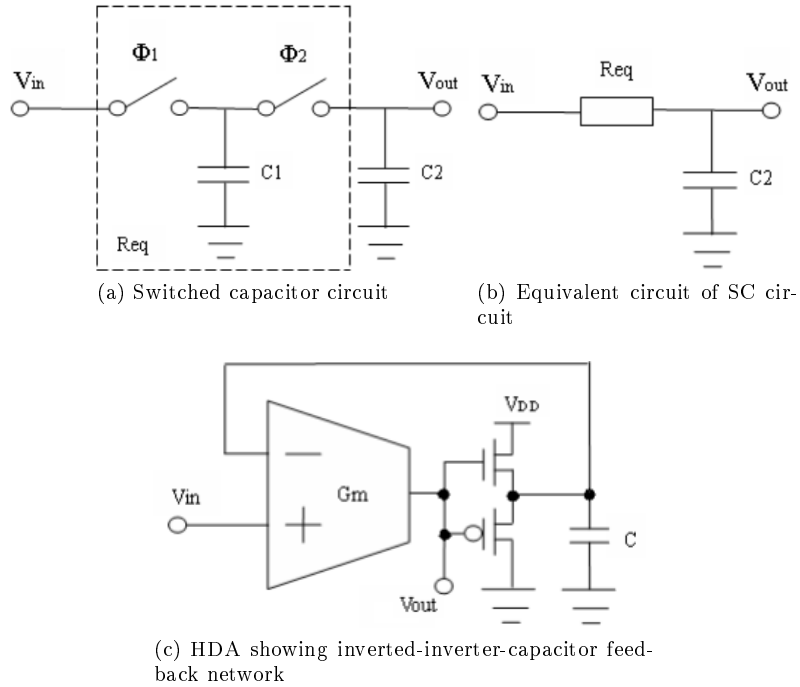 Φ1
Φ2
Vin
Vout
C1
C2
Req
(a) Switched capacitor circuit
Req
Vin
Vout
C2
(b) Equivalent circuit of SC cir-
cuit
VDD
Vin
Gm
C
Vout
(c) HDA showing inverted-inverter-capacitor feed-
back network